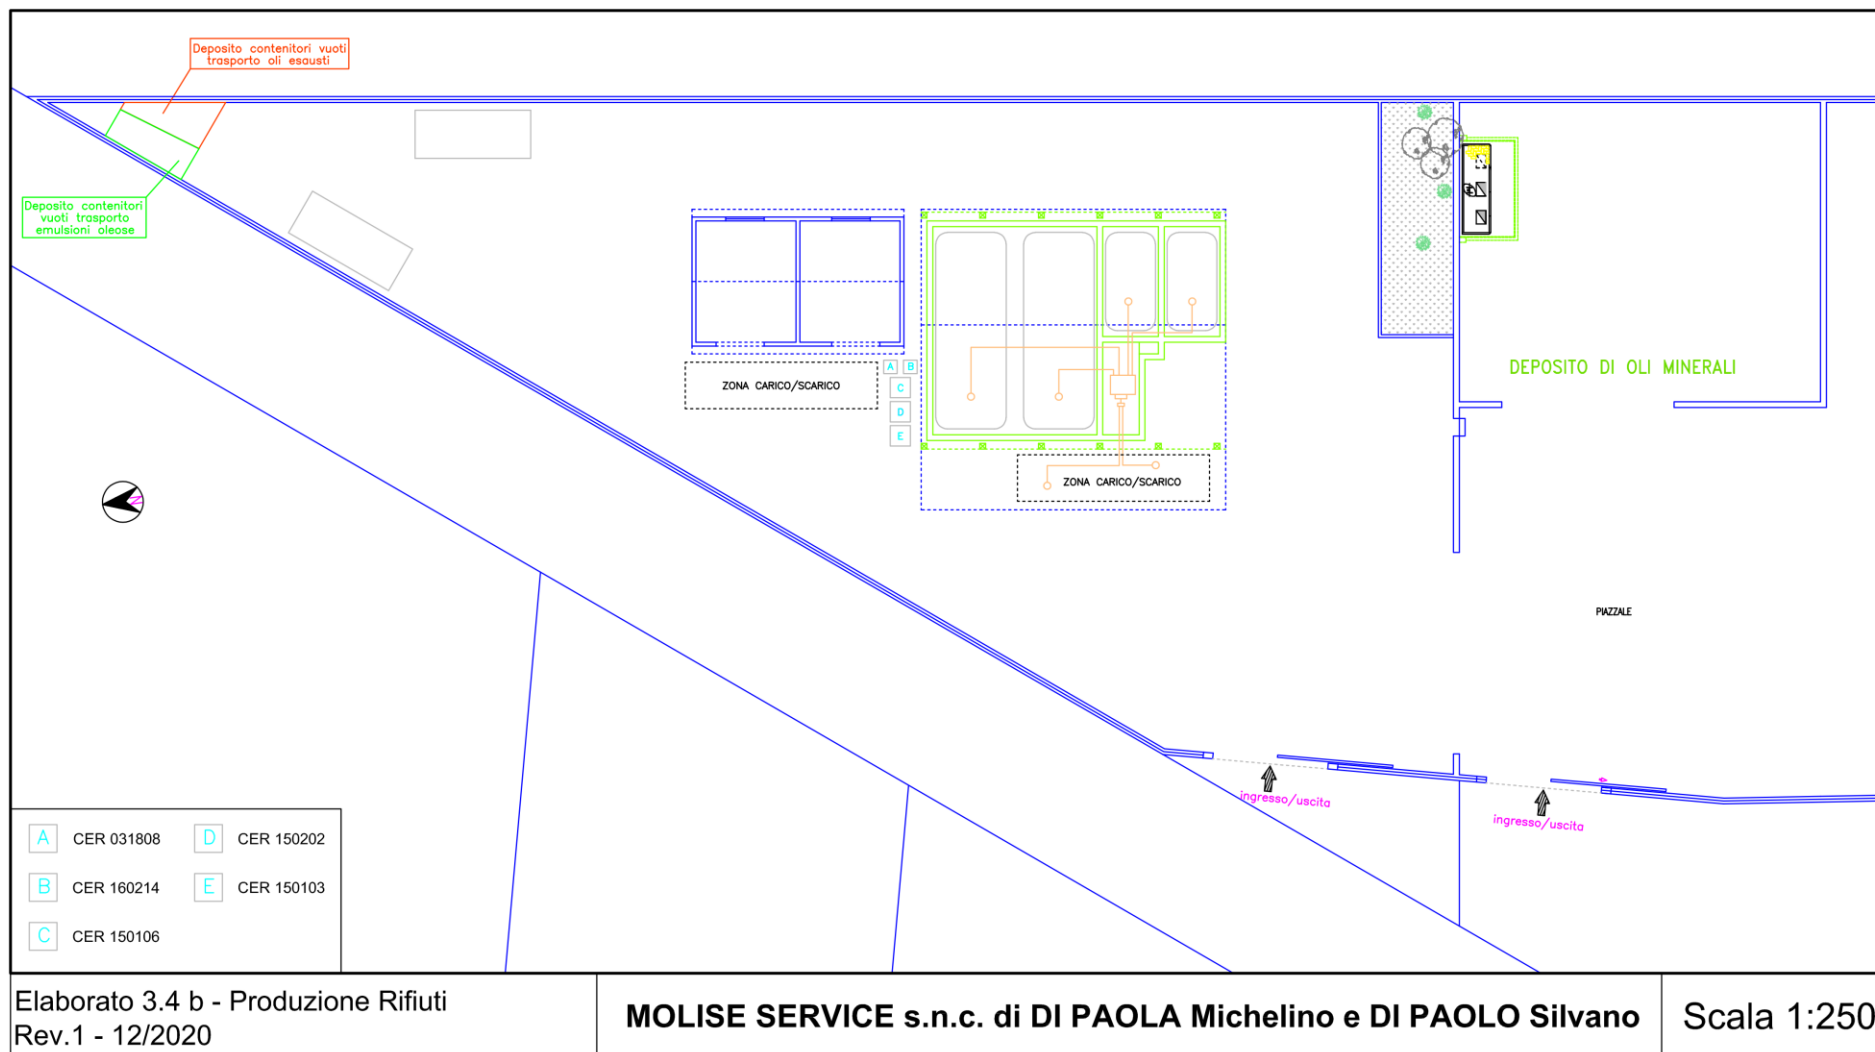 Deposito contenitori vuoti
trasporto oli esausti
Deposito contenitori
vuoti trasporto
emulsioni oleose
ZONA CARICO/SCARICO
A B
C
D
E
ZONA CARICO/SCARICO
DEPOSITO DI OLI MINERALI
N
PIAZZALE
ingresso/uscita
ingresso/uscita
A CER 031808
D CER 150202
B CER 160214
E CER 150103
C CER 150106
Elaborato 3.4 b - Produzione Rifiuti
Rev.1 - 12/2020
MOLISE SERVICE s.n.c. di DI PAOLA Michelino e DI PAOLO Silvano
Scala 1:250